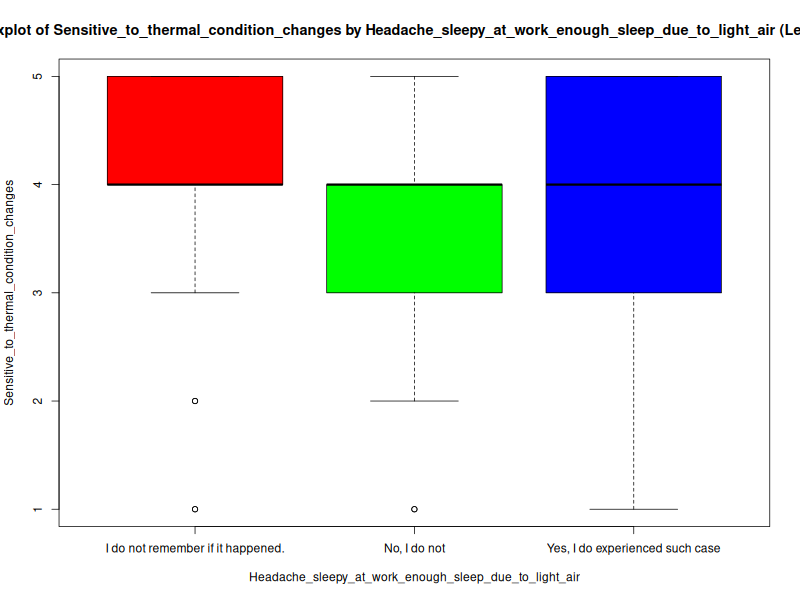 xplot of Sensitive_to_thermal_condition_changes by Headache_sleepy_at_work_enough_sleep_due_to_light_air (Le
5
4
3
2
1
Sensitive_to_thermal_condition_changes
I do not remember if it happened.
No, I do not
Yes, I do experienced such case
Headache_sleepy_at_work_enough_sleep_due_to_light_air